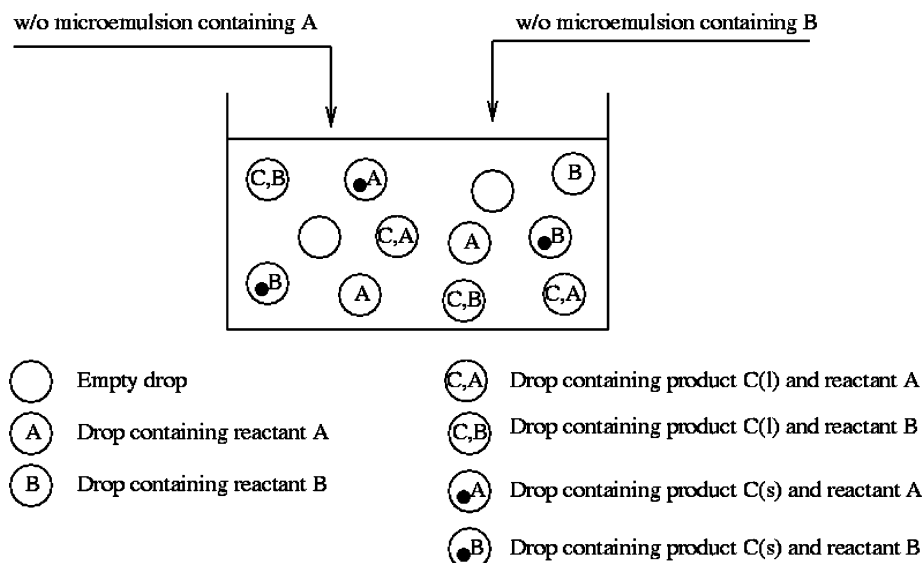 w/o microemulsion containing A
w/o microemulsion containing B
C,B
A
B
C,A
A
B
B
A
C,B
C,A
Empty drop
A Drop containing reactant A
B Drop containing reactant B
C,A Drop containing product C(l) and reactant A
C,B Drop containing product C(l) and reactant B
A Drop containing product C(s) and reactant A
B Drop containing product C(s) and reactant B